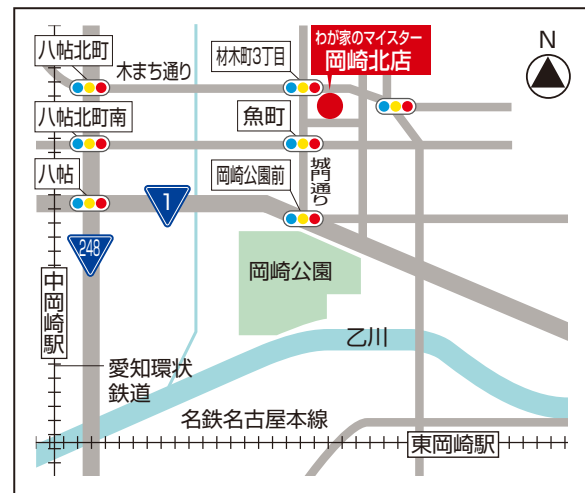 八帖北町
木まち通り
材木町3丁目
わが家のマイスター
岡崎北店
N
八帖北町南
魚町
城門通り
八帖
1
岡崎公園前
248
岡崎公園
中岡崎駅
乙川
愛知環状
鉄道
名鉄名古屋本線
東岡崎駅